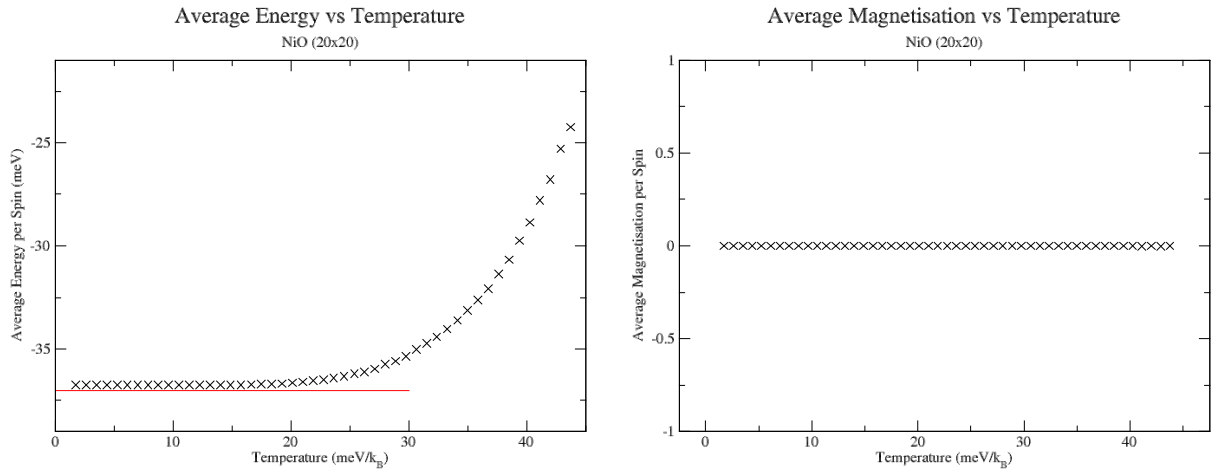 Average Energy vs Temperature
NiO (20x20)
-25
-30
-35
0
10
20
30
40
Average Energy per Spin (meV)
Temperature (meV/k_B)
Average Magnetisation vs Temperature
NiO (20x20)
1
0.5
0
-0.5
-1
0
10
20
30
40
Average Magnetisation per Spin
Temperature (meV/k_B)